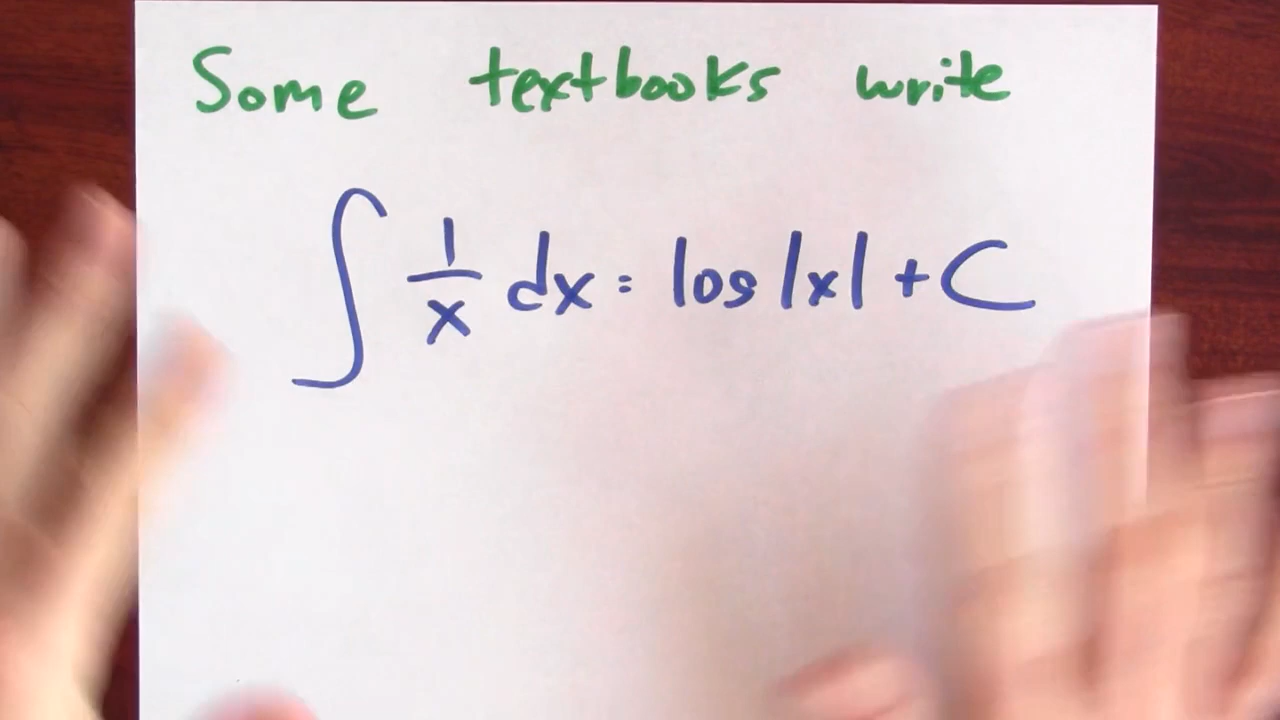 Some textbooks write
∫ 1/x dx = log |x| + C